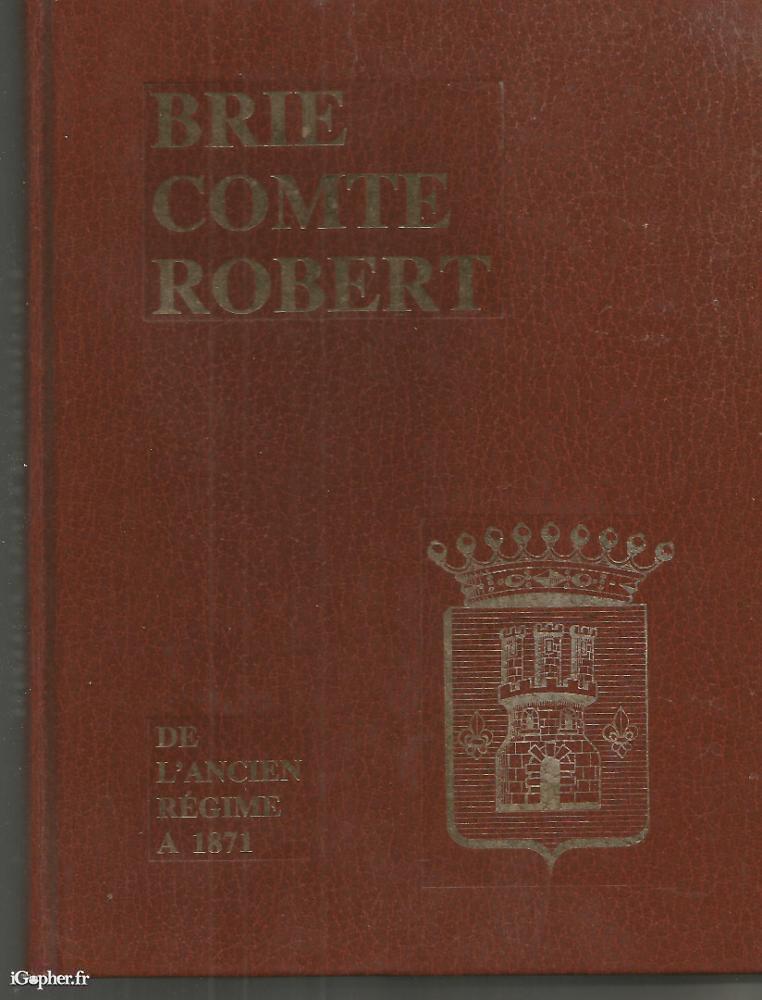 BRIE
COMTE
ROBERT
DE
L'ANCIEN
RÉGIME
A 1871
iGopher.fr